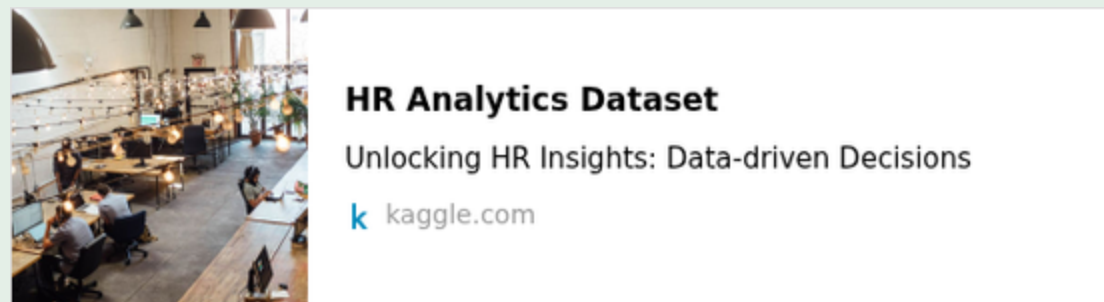 HR Analytics Dataset
Unlocking HR Insights: Data-driven Decisions
k kaggle.com